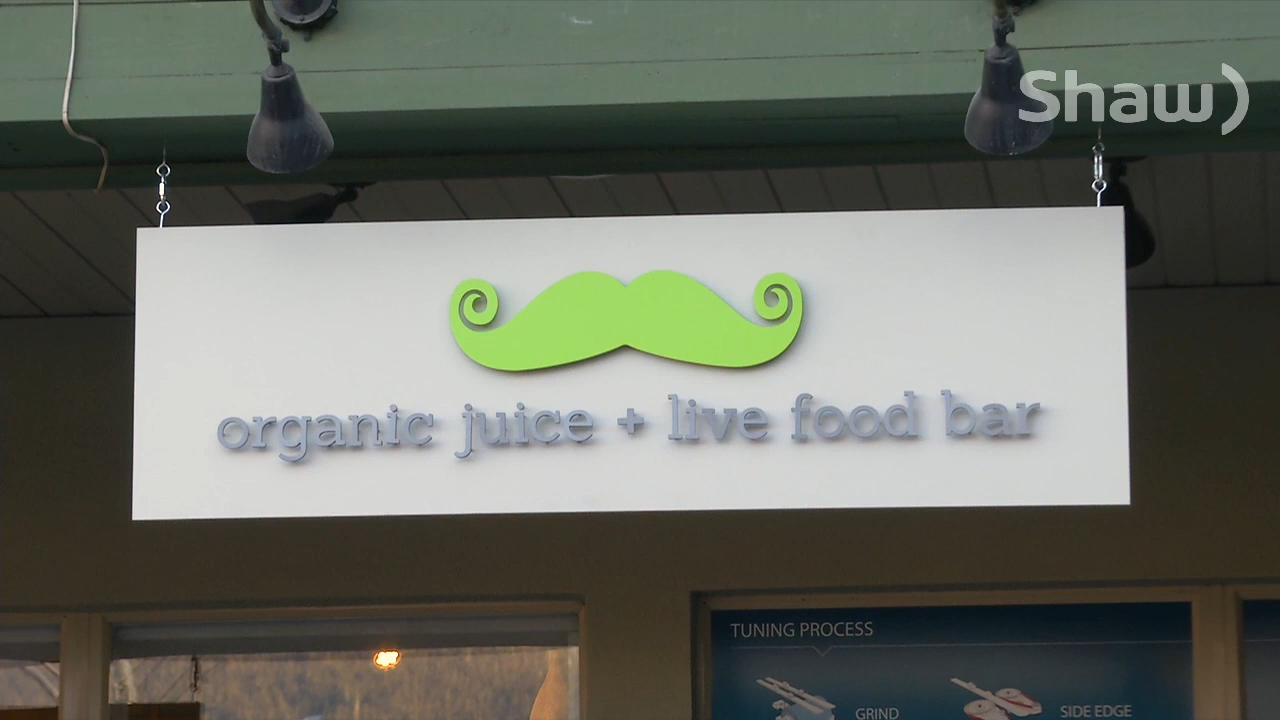 Shaw)
organic juice + live food bar
TUNING PROCESS
GRIND
SIDE EDGE